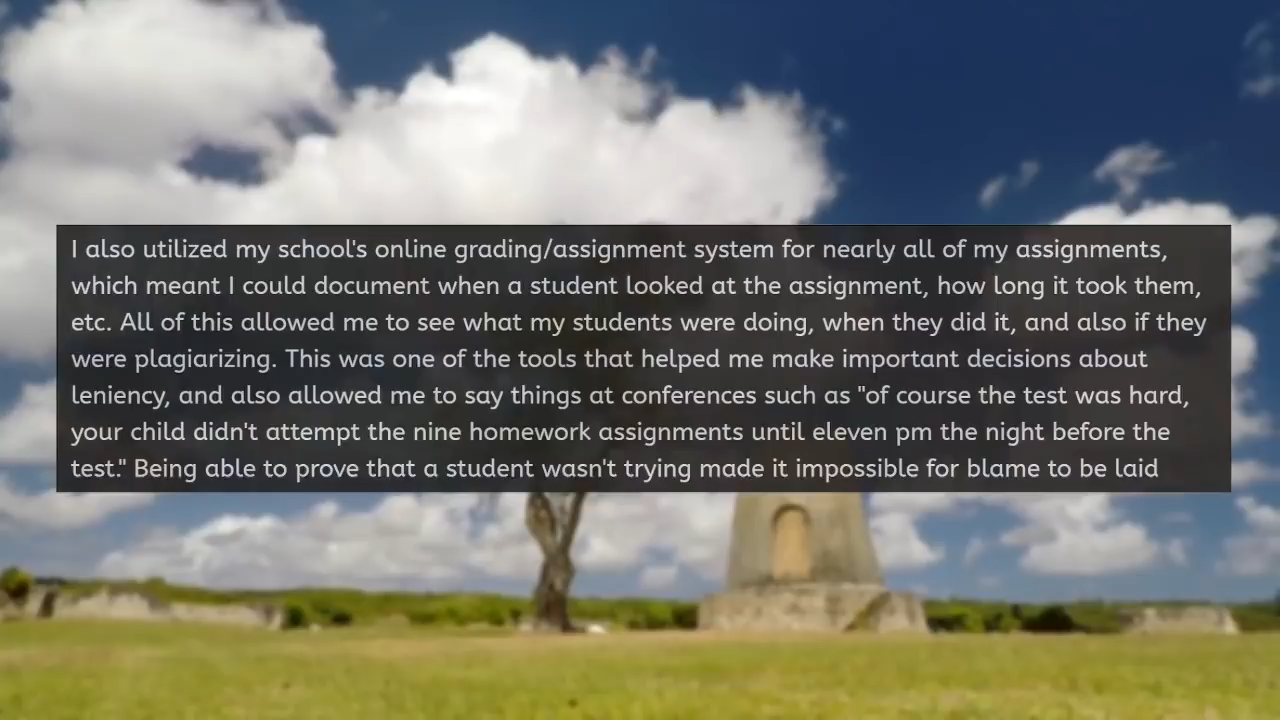 I also utilized my school's online grading/assignment system for nearly all of my assignments,
which meant I could document when a student looked at the assignment, how long it took them,
etc. All of this allowed me to see what my students were doing, when they did it, and also if they
were plagiarizing. This was one of the tools that helped me make important decisions about
leniency, and also allowed me to say things at conferences such as "of course the test was hard,
your child didn't attempt the nine homework assignments until eleven pm the night before the
test." Being able to prove that a student wasn't trying made it impossible for blame to be laid